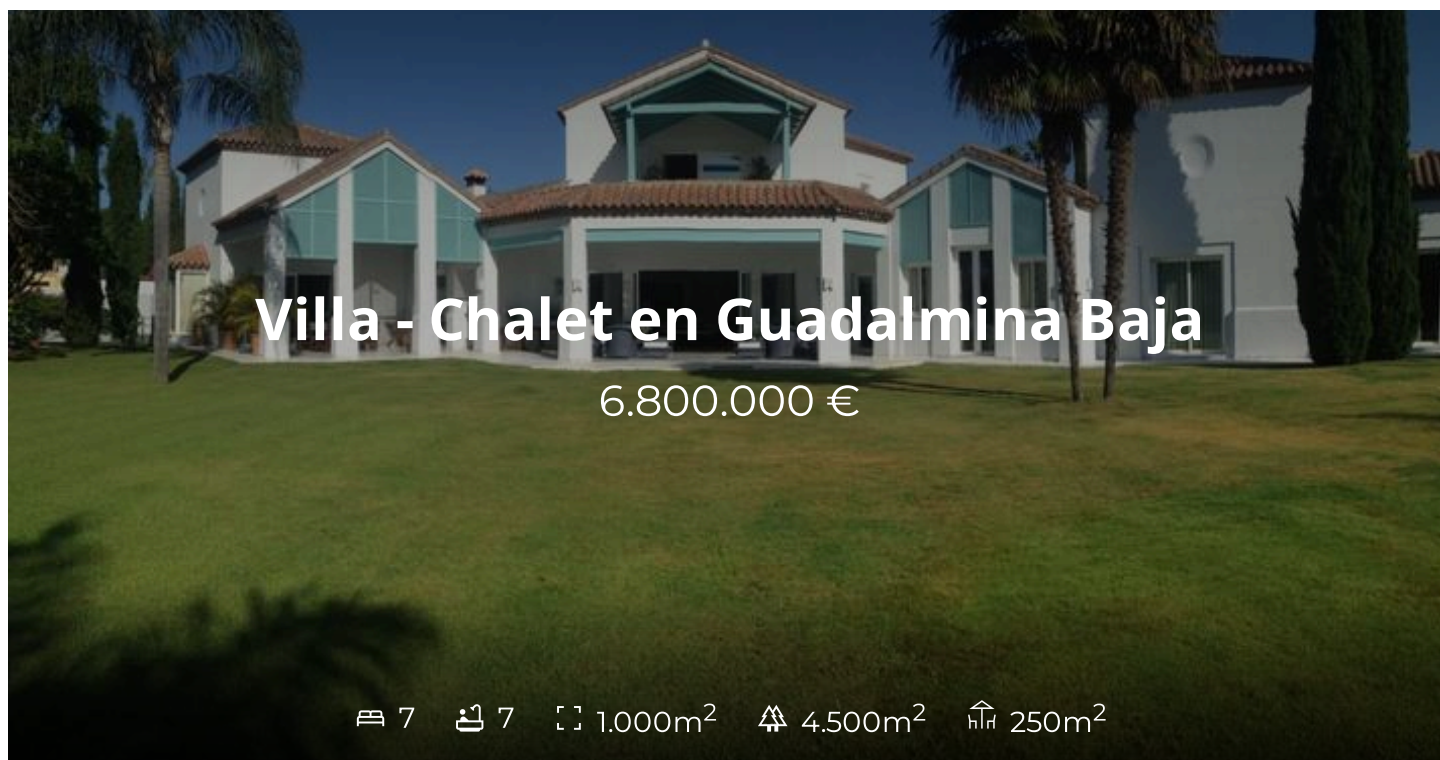 Villa - Chalet en Guadalmina Baja
6.800.000 €
7 7 1.000m² 4.500m² 250m²